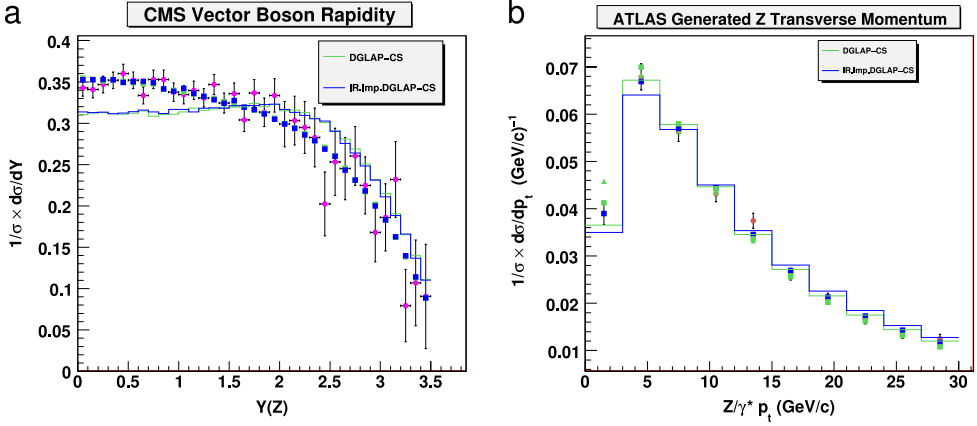 a
CMS Vector Boson Rapidity
DGLAP-CS
IR.Imp.DGLAP-CS
1/σ × dσ/dY
0.4
0.35
0.3
0.25
0.2
0.15
0.1
0.05
0
0 0.5 1 1.5 2 2.5 3 3.5
Y(Z)
b
ATLAS Generated Z Transverse Momentum
DGLAP-CS
IR.Imp.DGLAP-CS
1/σ × dσ/dpt (GeV/c)⁻¹
0.07
0.06
0.05
0.04
0.03
0.02
0.01
0 5 10 15 20 25 30
Z/γ* pt (GeV/c)